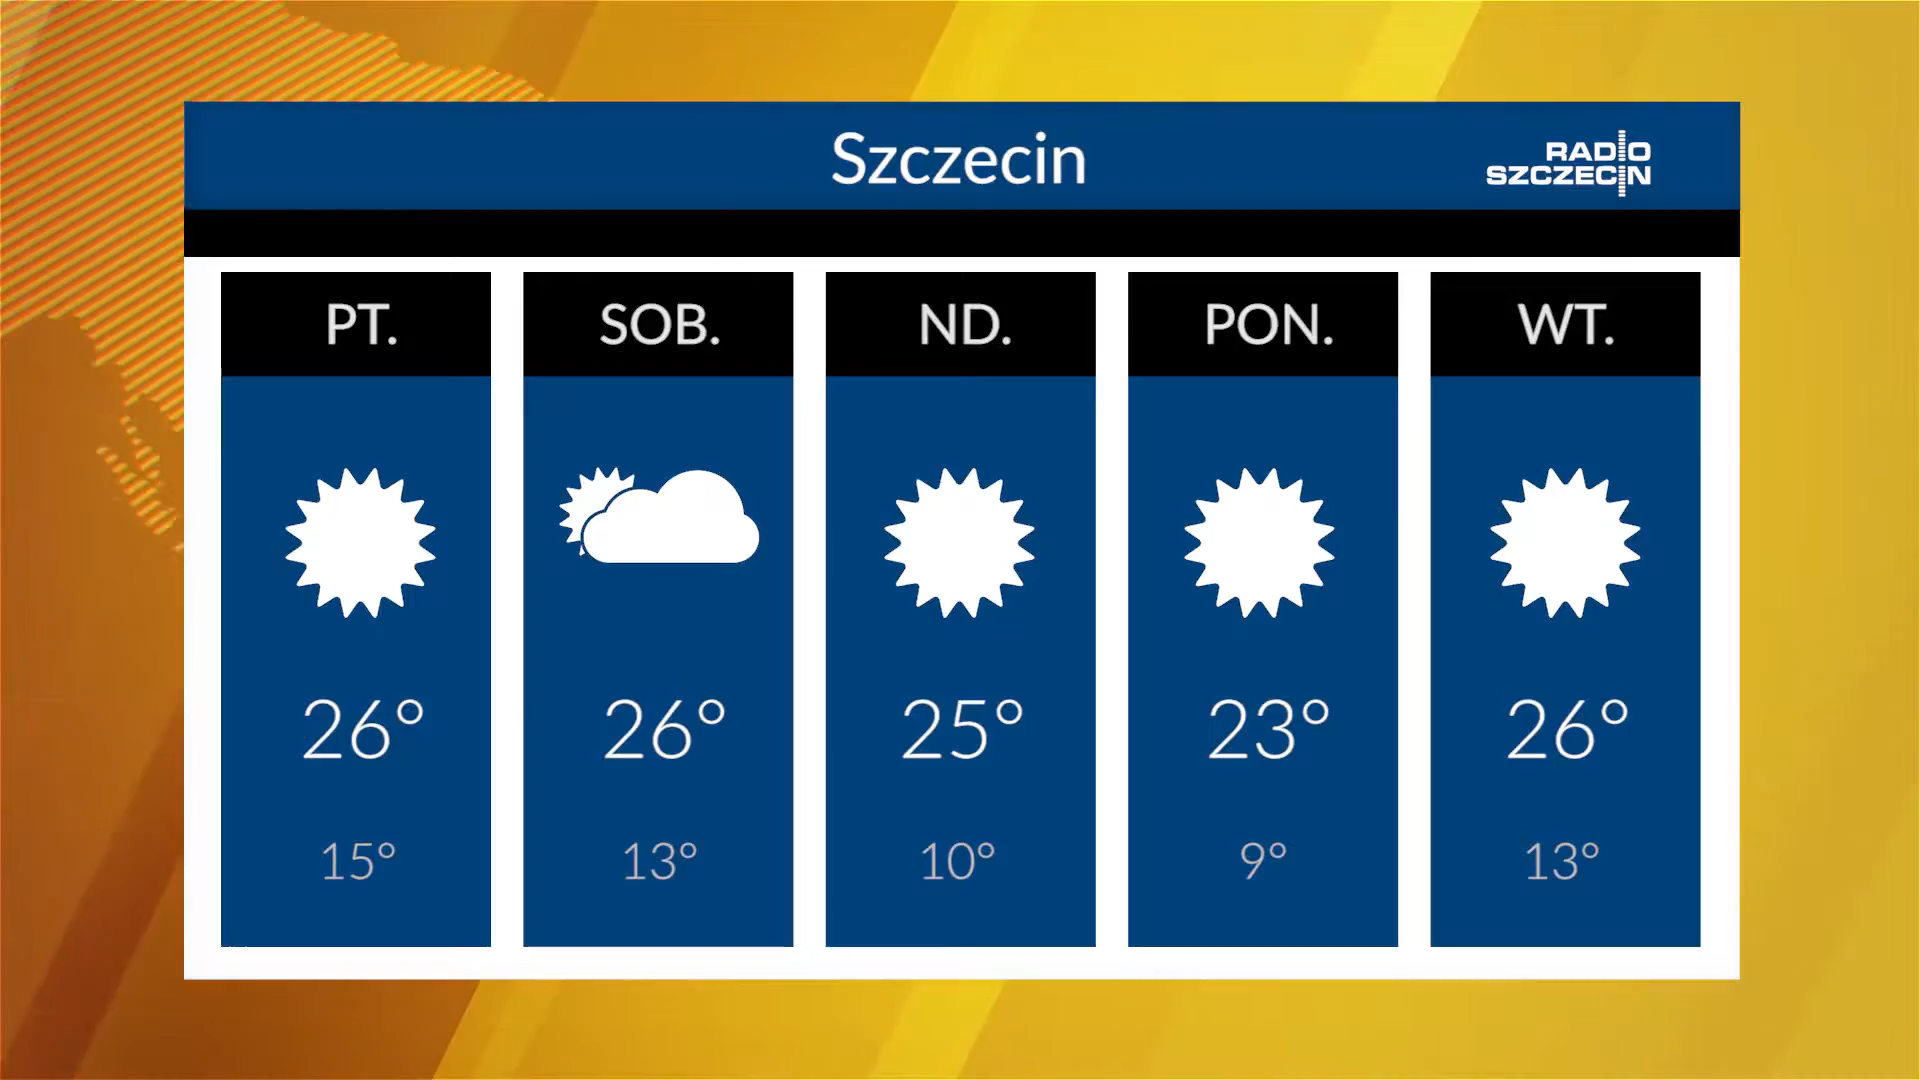 Szczecin
RADIO
SZCZECIN
PT. SOB. ND. PON. WT.
26° 26° 25° 23° 26°
15° 13° 10° 9° 13°